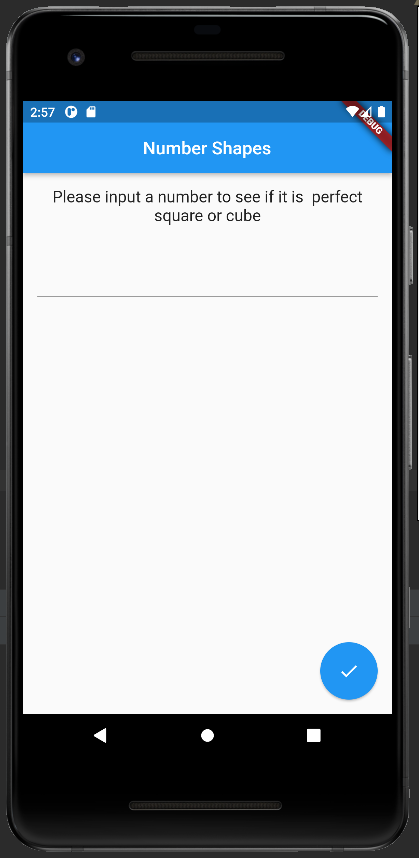 2:57
DEBUG
Number Shapes
Please input a number to see if it is  perfect
square or cube